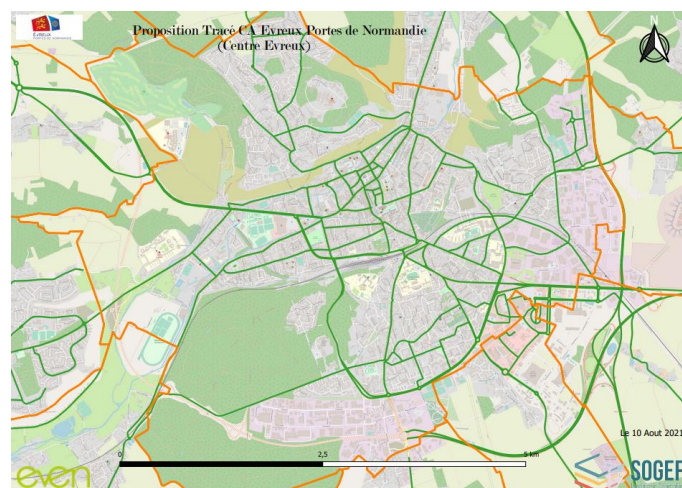 Proposition Tracé CA Evreux Portes de Normandie
(Centre Evreux)
N
Évreux
Le 10 Aout 2021
0
2,5
5 km
even
SOGEF